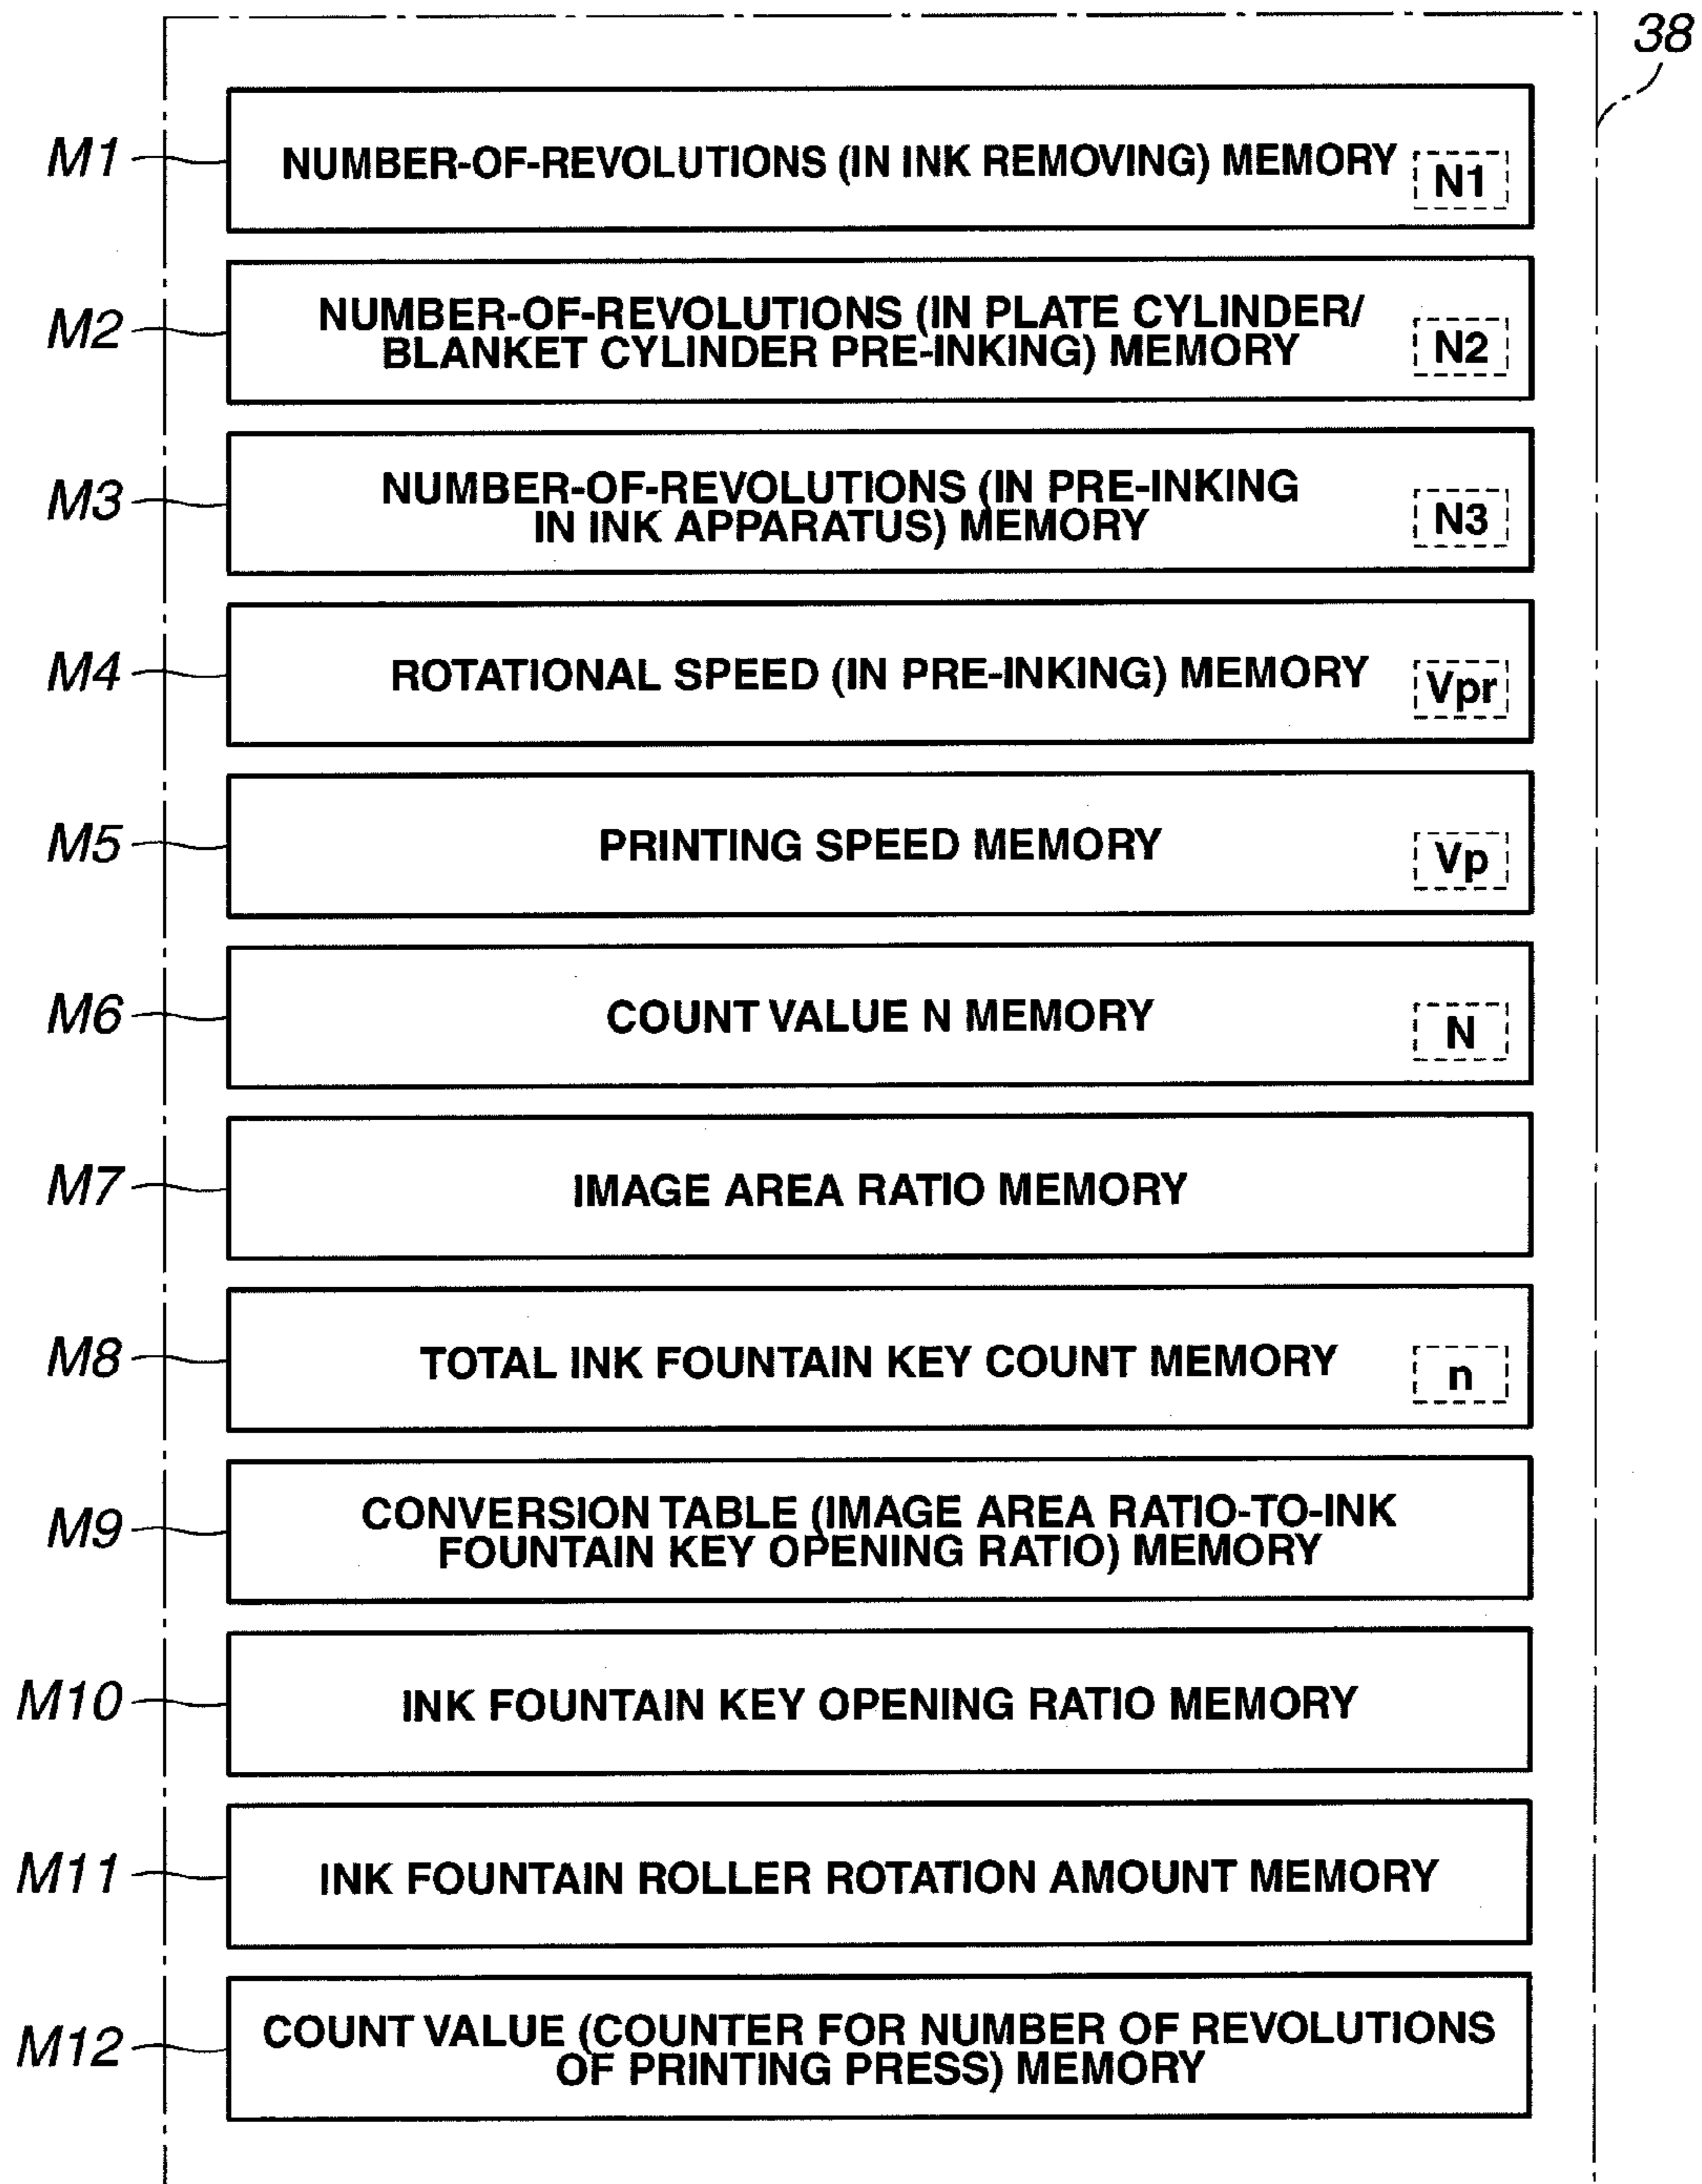 38
M1
NUMBER-OF-REVOLUTIONS (IN INK REMOVING) MEMORY
N1
M2
NUMBER-OF-REVOLUTIONS (IN PLATE CYLINDER/
BLANKET CYLINDER PRE-INKING) MEMORY
N2
M3
NUMBER-OF-REVOLUTIONS (IN PRE-INKING
IN INK APPARATUS) MEMORY
N3
M4
ROTATIONAL SPEED (IN PRE-INKING) MEMORY
Vpr
M5
PRINTING SPEED MEMORY
Vp
M6
COUNT VALUE N MEMORY
N
M7
IMAGE AREA RATIO MEMORY
M8
TOTAL INK FOUNTAIN KEY COUNT MEMORY
n
M9
CONVERSION TABLE (IMAGE AREA RATIO-TO-INK
FOUNTAIN KEY OPENING RATIO) MEMORY
M10
INK FOUNTAIN KEY OPENING RATIO MEMORY
M11
INK FOUNTAIN ROLLER ROTATION AMOUNT MEMORY
M12
COUNT VALUE (COUNTER FOR NUMBER OF REVOLUTIONS
OF PRINTING PRESS) MEMORY